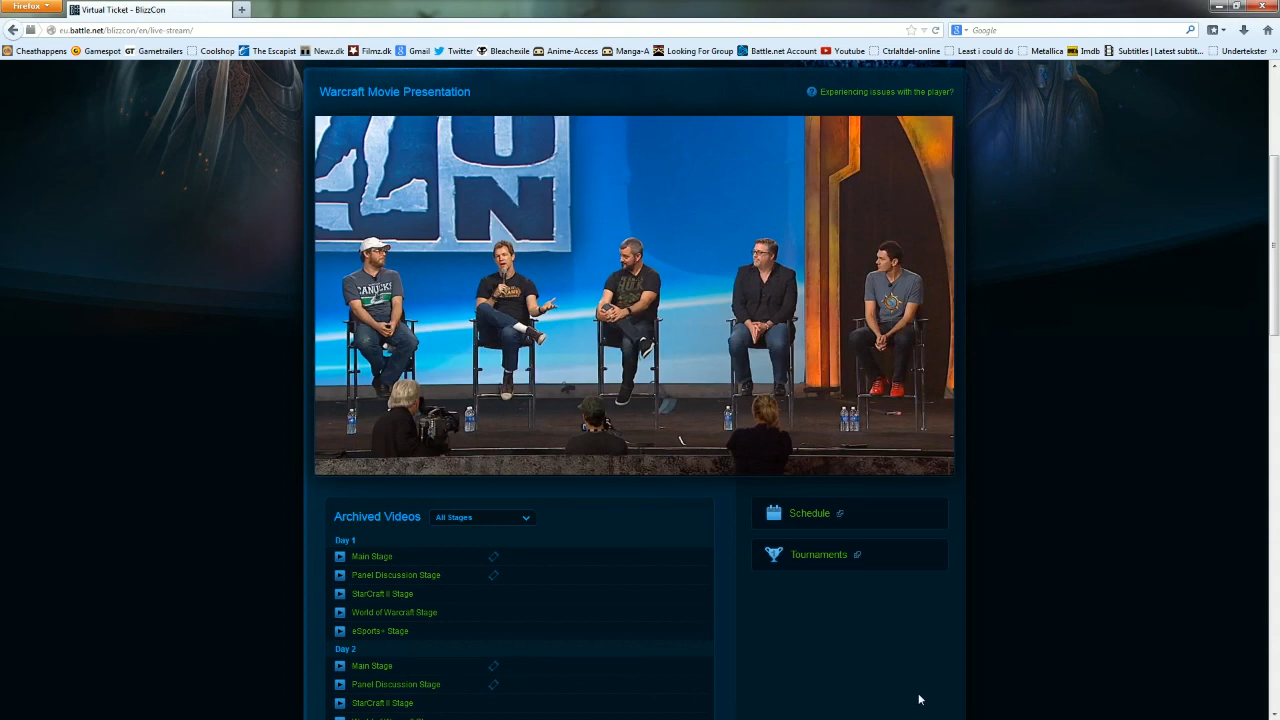 Firefox
Virtual Ticket - BlizzCon
eu.battle.net/blizzcon/en/live-stream/
Google
Cheathappens Gamespot Gametrailers Coolshop The Escapist Newz.dk Filmz.dk Gmail Twitter Bleachexile Anime-Access Manga-A Looking For Group Battle.net Account Youtube Ctrlaltdel-online Least i could do Metallica Imdb Subtitles | Latest subtit... Undertekster
Warcraft Movie Presentation
Experiencing issues with the player?
N
CANUCKS
Archived Videos
All Stages
Schedule
Day 1
Main Stage
Tournaments
Panel Discussion Stage
StarCraft II Stage
World of Warcraft Stage
eSports+ Stage
Day 2
Main Stage
Panel Discussion Stage
StarCraft II Stage